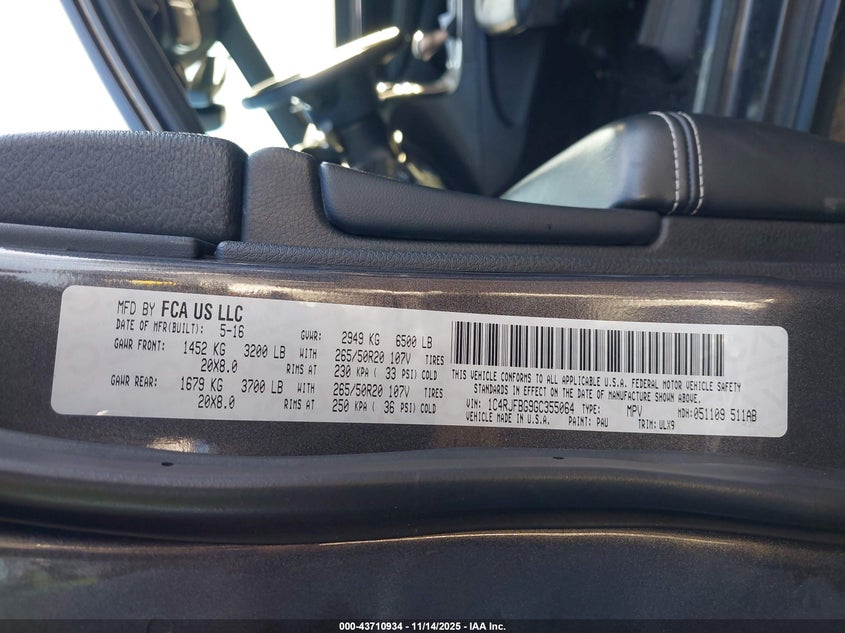 MFD BY FCA US LLC
DATE OF MFR(BUILT): 5-16 GVWR: 2949 KG 6500 LB
GAWR FRONT: 1452 KG 3200 LB WITH 265/50R20 107V TIRES
20X8.0 RIMS AT 230 KPA ( 33 PSI) COLD
GAWR REAR: 1679 KG 3700 LB WITH 265/50R20 107V TIRES
20X8.0 RIMS AT 250 KPA ( 36 PSI) COLD
THIS VEHICLE CONFORMS TO ALL APPLICABLE U.S.A. FEDERAL MOTOR VEHICLE SAFETY
STANDARDS IN EFFECT ON THE DATE OF MANUFACTURE SHOWN ABOVE.
VIN: 1C4RJFBG9GC355064 TYPE: MPV MDH: 051109 511AB
VEHICLE MADE IN U.S.A. PAINT: PAU TRIM: ULX9
000-43710934 | 11/14/2025 | IAA Inc.